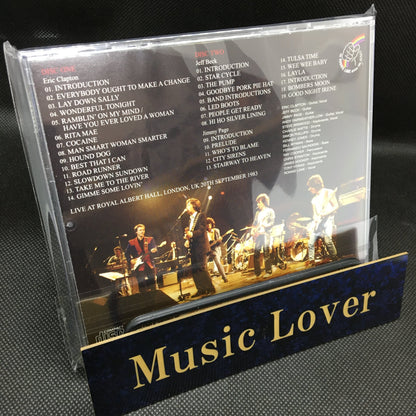 DISC ONE
Eric Clapton
01. INTRODUCTION
02. EVERYBODY OUGHT TO MAKE A CHANGE
03. LAY DOWN SALLY
04. WONDERFUL TONIGHT
05. RAMBLIN' ON MY MIND /
HAVE YOU EVER LOVED A WOMAN
06. RITA MAE
07. COCAINE
08. MAN SMART WOMAN SMARTER
09. HOUND DOG
10. BEST THAT I CAN
11. ROAD RUNNER
12. SLOWDOWN SUNDOWN
13. TAKE ME TO THE RIVER
14. GIMME SOME LOVIN'
DISC TWO
Jeff Beck
01. INTRODUCTION
02. STAR CYCLE
03. THE PUMP
04. GOODBYE PORK PIE HAT
05. BAND INTRODUCTIONS
06. LED BOOTS
07. PEOPLE GET READY
08. HI HO SILVER LINING
Jimmy Page
09. INTRODUCTION
10. PRELUDE
11. WHO'S TO BLAME
12. CITY SIRENS
13. STAIRWAY TO HEAVEN
14. TULSA TIME
15. WEE WEE BABY
16. LAYLA
17. INTRODUCTION
18. BOMBERS MOON
19. GOOD NIGHT IRENE
ERIC CLAPTON
JEFF BECK
LIVE AT ROYAL ALBERT HALL, LONDON, UK 20TH SEPTEMBER 1983
Music Lover